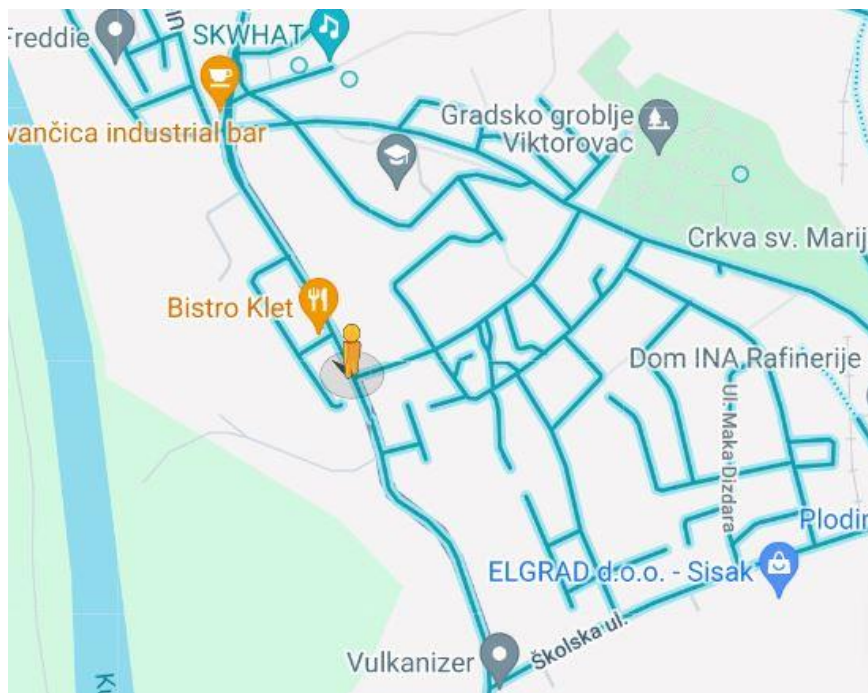 Freddie
SKWHAT
vančica industrial bar
Gradsko groblje
Viktorovac
Crkva sv. Marij
Bistro Klet
Dom INA Rafinerije
Ul. Maka Dizdara
Plodin
ELGRAD d.o.o. - Sisak
Školska ul.
Vulkanizer
Ku